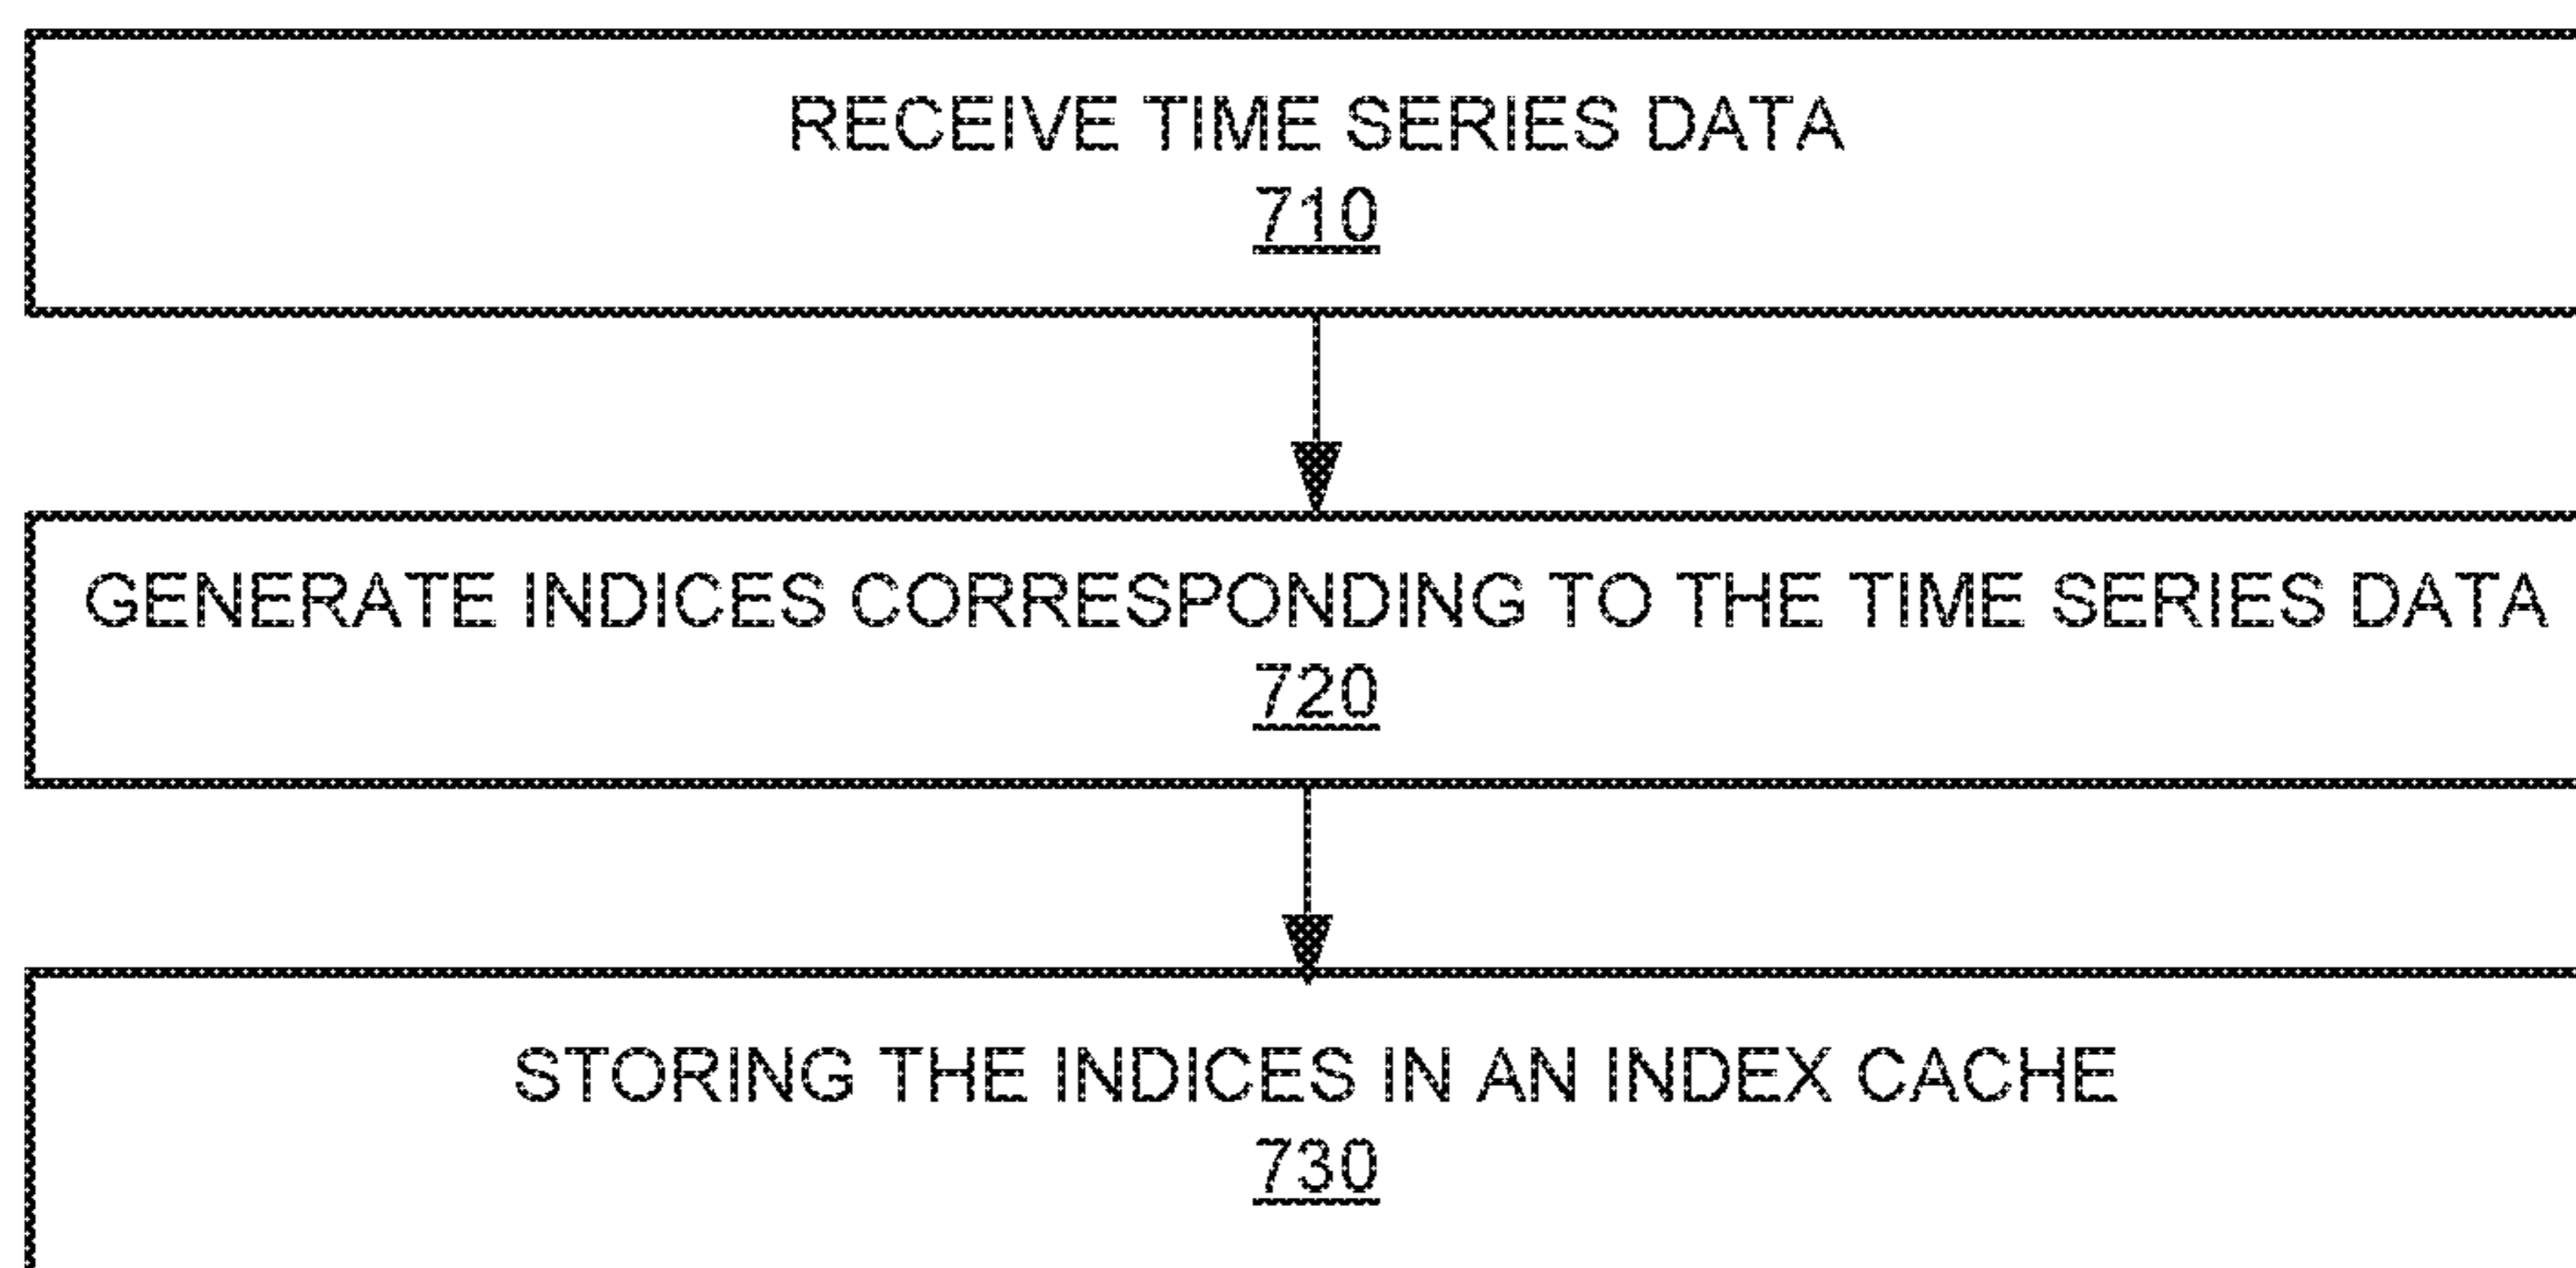 RECEIVE TIME SERIES DATA
710
GENERATE INDICES CORRESPONDING TO THE TIME SERIES DATA
720
STORING THE INDICES IN AN INDEX CACHE
730